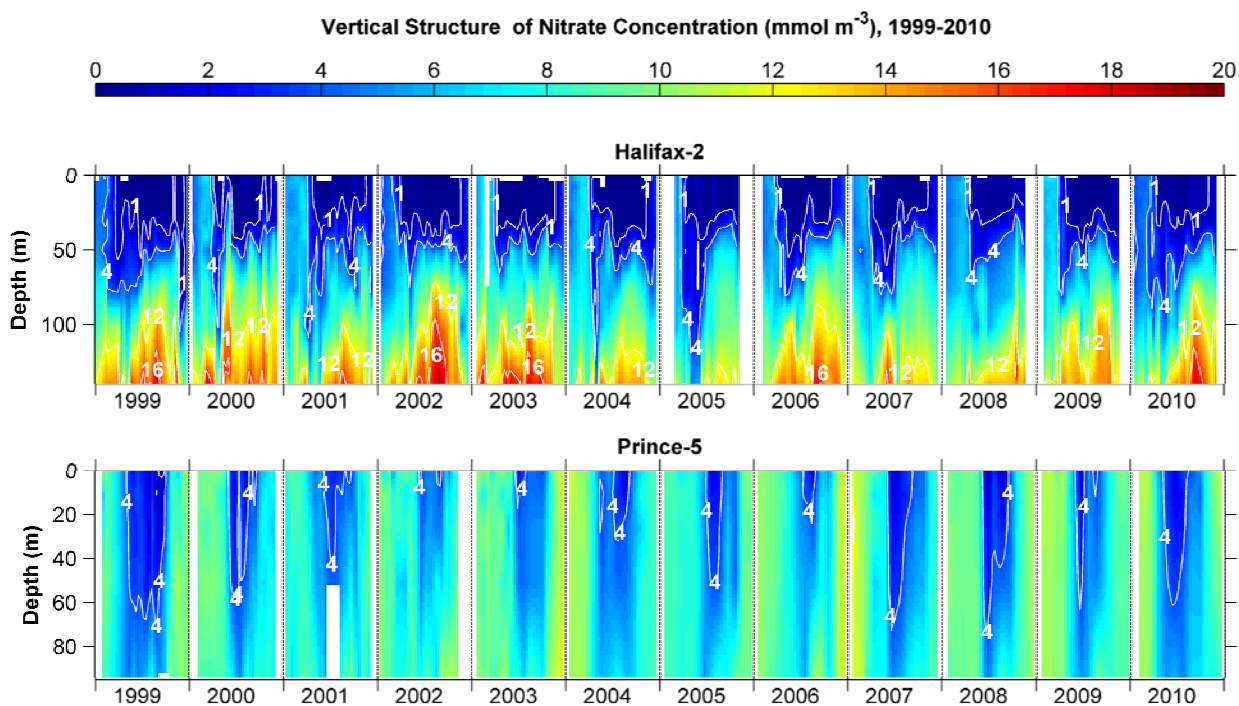 Vertical Structure of Nitrate Concentration (mmol m-3), 1999-2010
0 2 4 6 8 10 12 14 16 18 20
Halifax-2
Depth (m)
0
50
100
1 1 1 1 1 1 1 1 1 1 1 1 1 1
4 4 4 4 4 4 4 4 4 4 4 4 4 4 4 4
12 12 12 12 12 12 12 12 12 12 12 12 12
16 16 16 16
1999 2000 2001 2002 2003 2004 2005 2006 2007 2008 2009 2010
Prince-5
Depth (m)
0
20
40
60
80
4 4 4 4 4 4 4 4 4 4 4 4 4 4 4 4 4 4 4 4
1999 2000 2001 2002 2003 2004 2005 2006 2007 2008 2009 2010